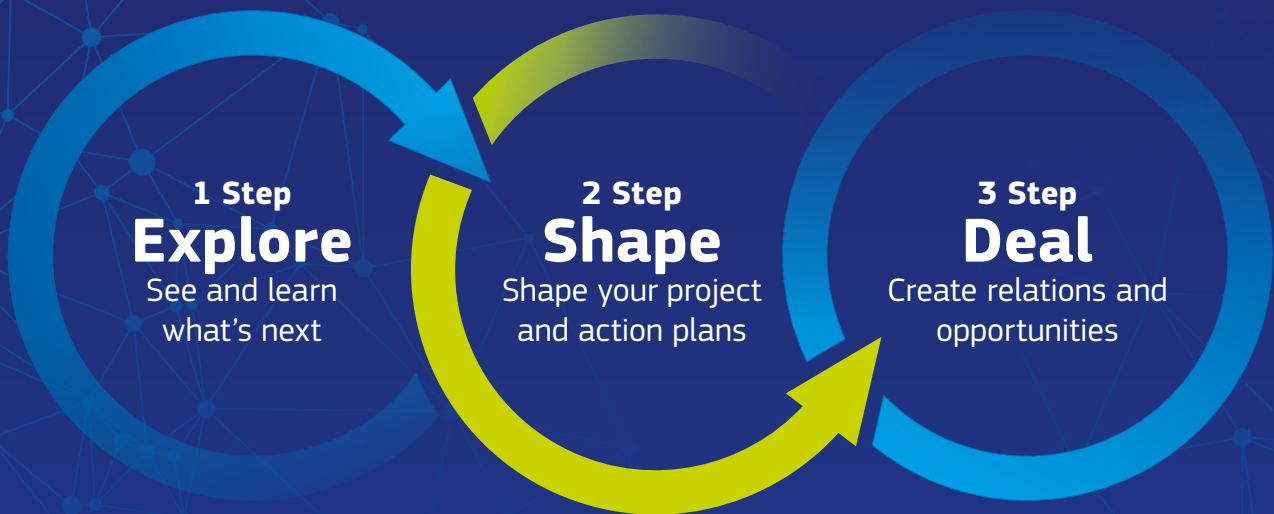 1 Step
Explore
See and learn
what's next
2 Step
Shape
Shape your project
and action plans
3 Step
Deal
Create relations and
opportunities